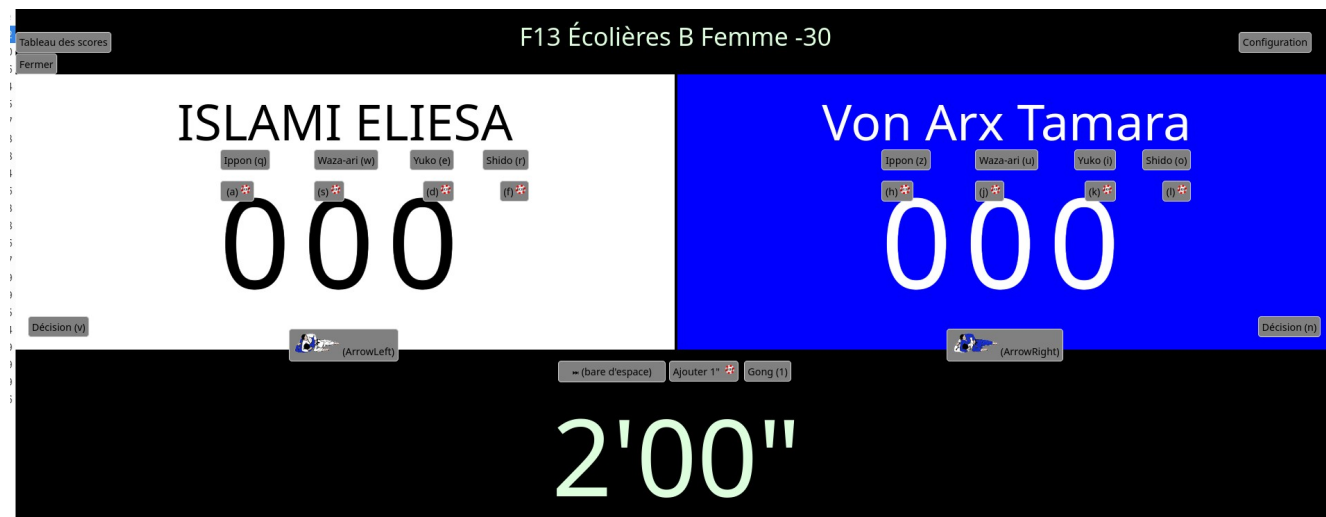 F13 Écolières B Femme -30
Tableau des scores
Configuration
Fermer
ISLAMI ELIESA
Von Arx Tamara
Ippon (q) Waza-ari (w) Yuko (e) Shido (r)
Ippon (z) Waza-ari (u) Yuko (i) Shido (o)
(a) (s) (d) (f)
(h) (j) (k) (l)
000
000
Décision (v)
Décision (n)
(ArrowLeft)
(ArrowRight)
(bare d'espace) Ajouter 1" Gong (1)
2'00"